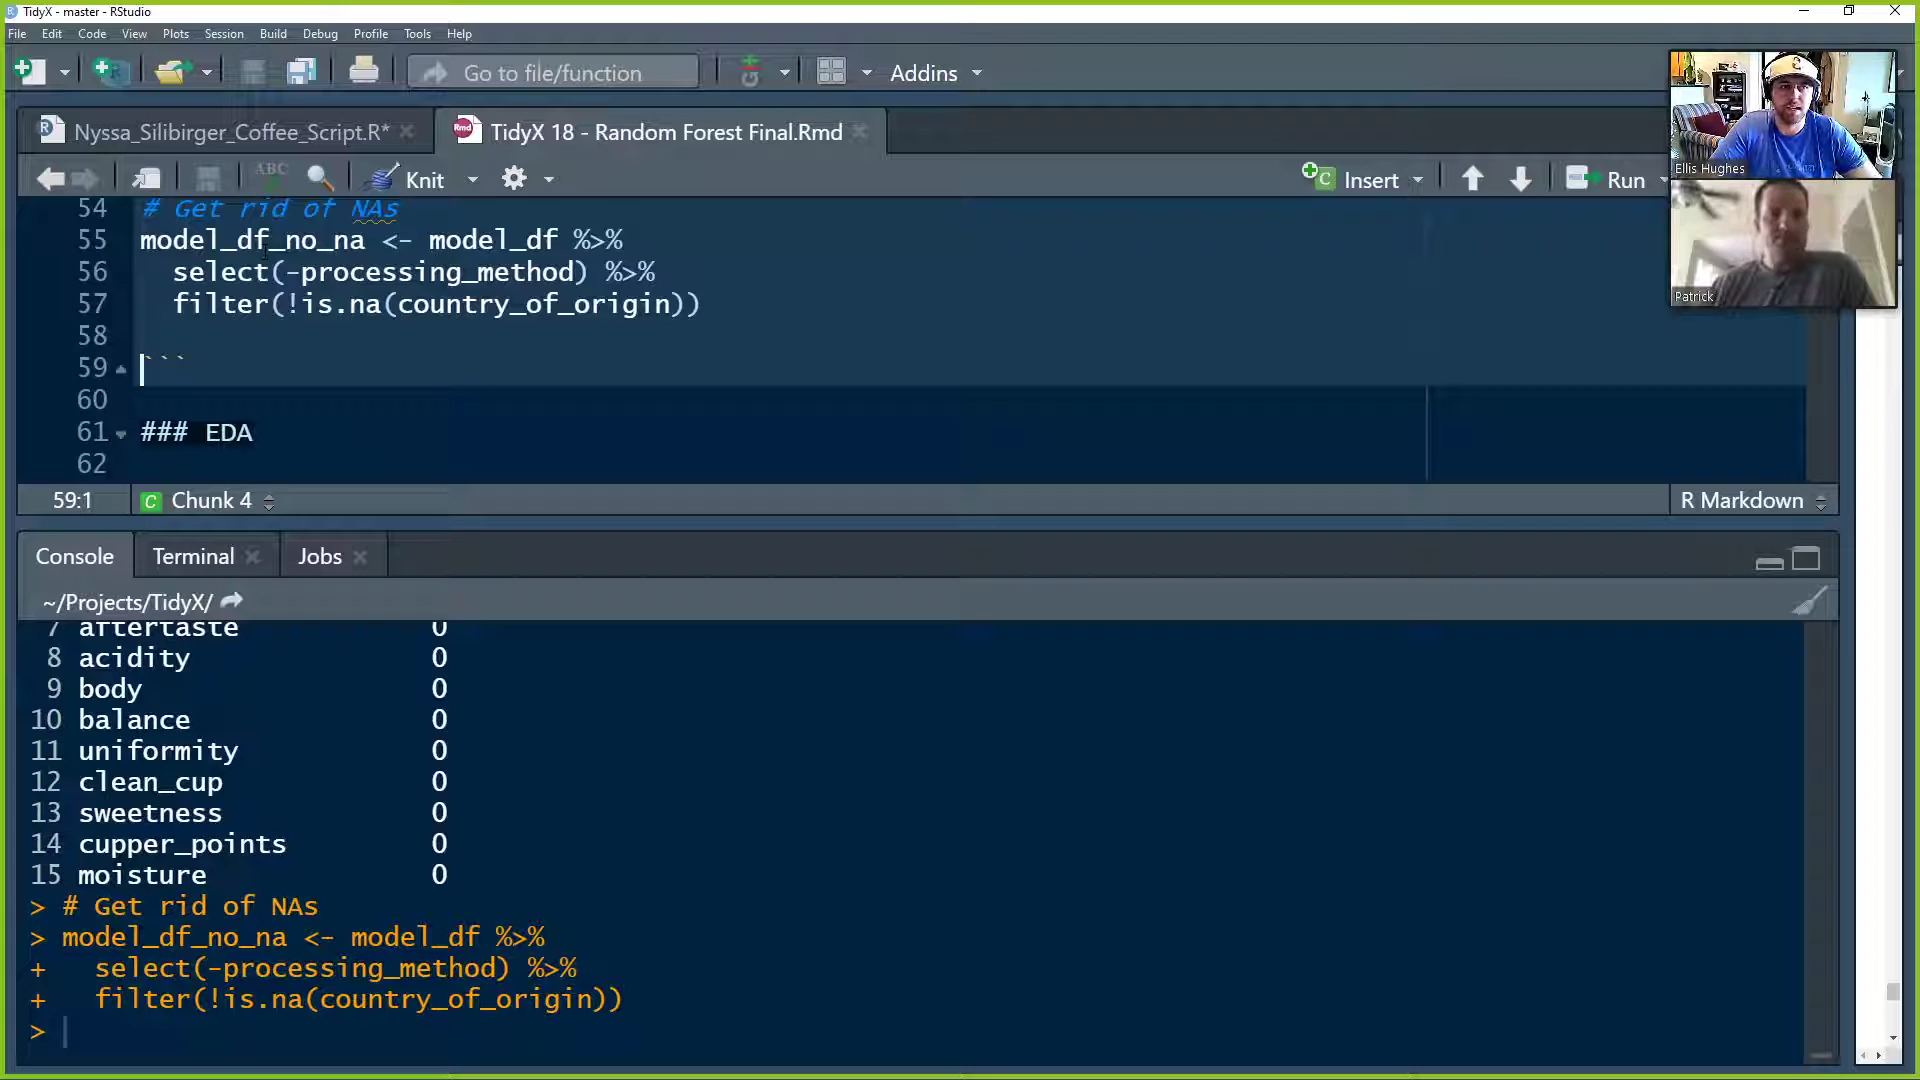 TidyX - master - RStudio
File Edit Code View Plots Session Build Debug Profile Tools Help
Go to file/function
Addins
Nyssa_Silibirger_Coffee_Script.R*
TidyX 18 - Random Forest Final.Rmd
ABC
Knit
Insert
Run
Ellis Hughes
Patrick
54 # Get rid of NAs
55 model_df_no_na <- model_df %>%
56 select(-processing_method) %>%
57 filter(!is.na(country_of_origin))
58
59 ```
60
61 ### EDA
62
59:1
C Chunk 4
R Markdown
Console Terminal Jobs
~/Projects/TidyX/
7 aftertaste 0
8 acidity 0
9 body 0
10 balance 0
11 uniformity 0
12 clean_cup 0
13 sweetness 0
14 cupper_points 0
15 moisture 0
> # Get rid of NAs
> model_df_no_na <- model_df %>%
+ select(-processing_method) %>%
+ filter(!is.na(country_of_origin))
>